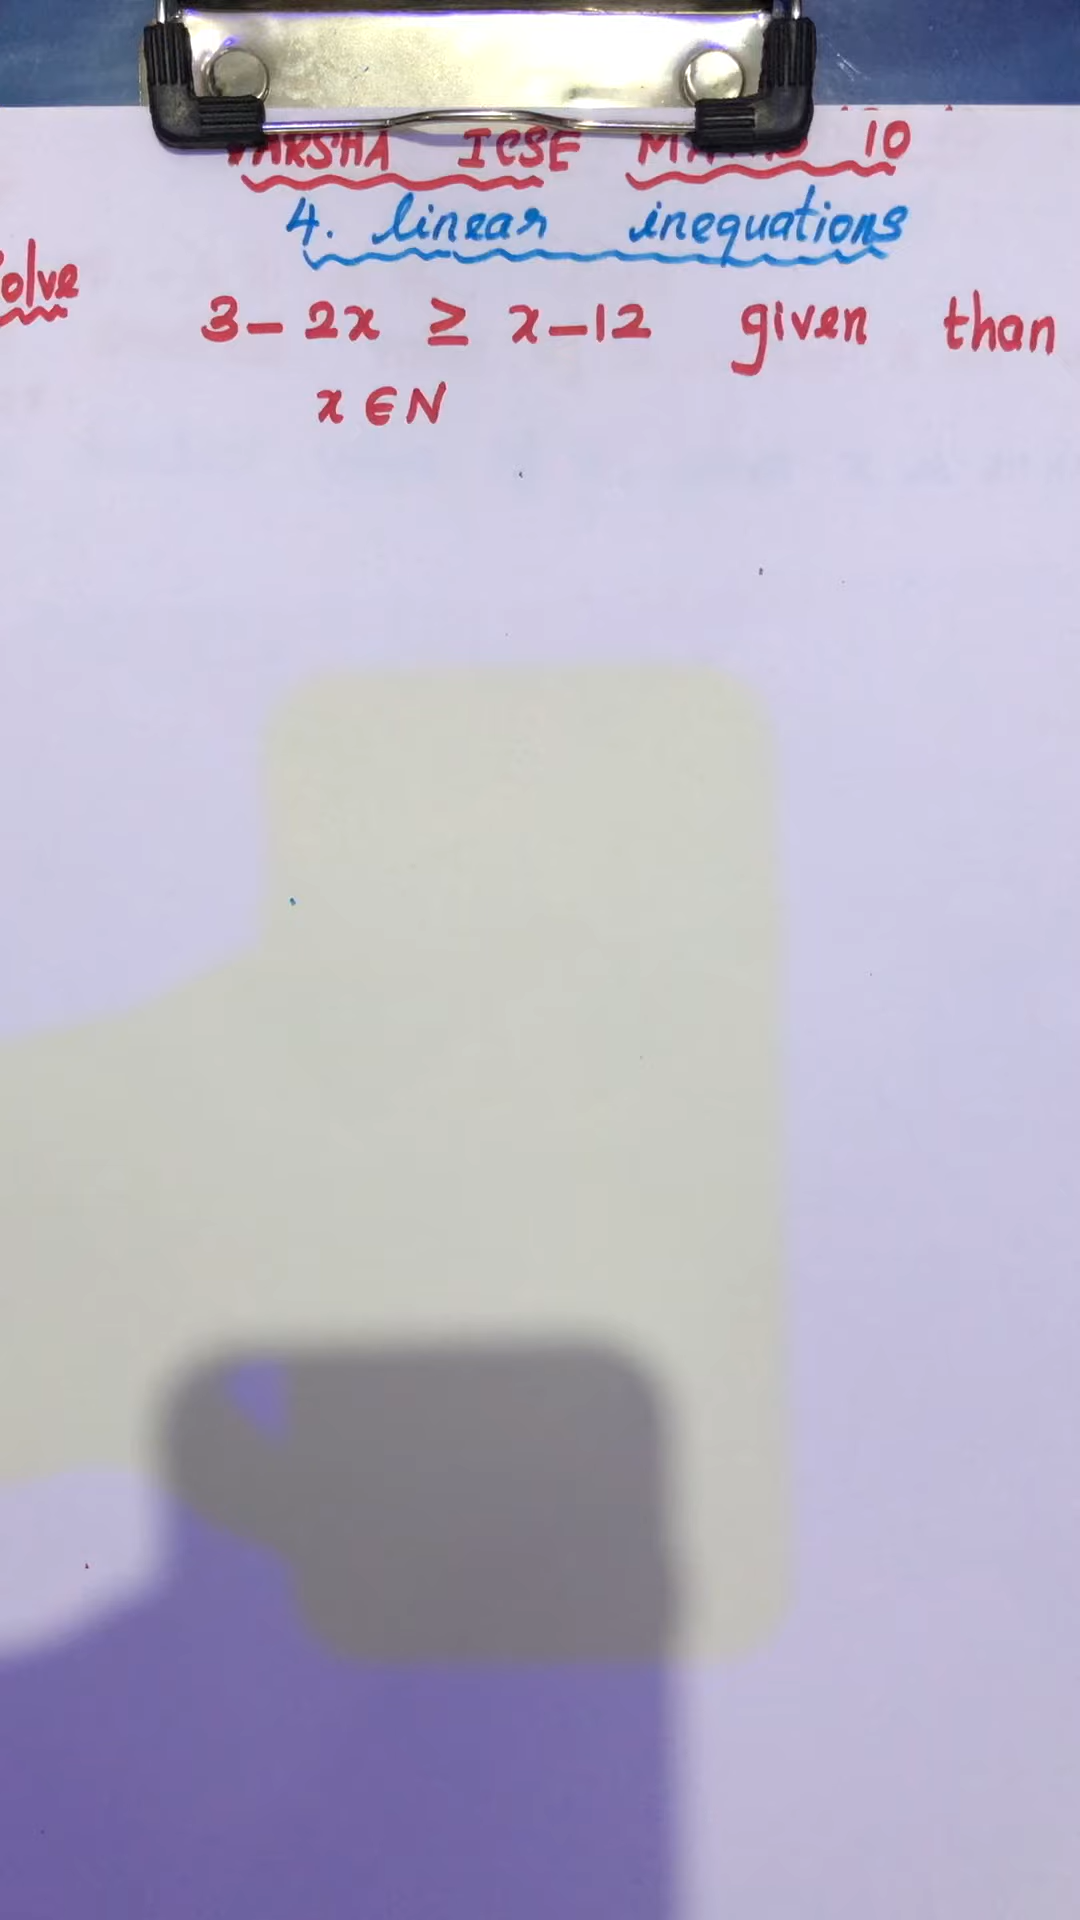 ICSE 10
4. linear inequations
olve 3 - 2x ≥ x - 12 given than
x ∈ N